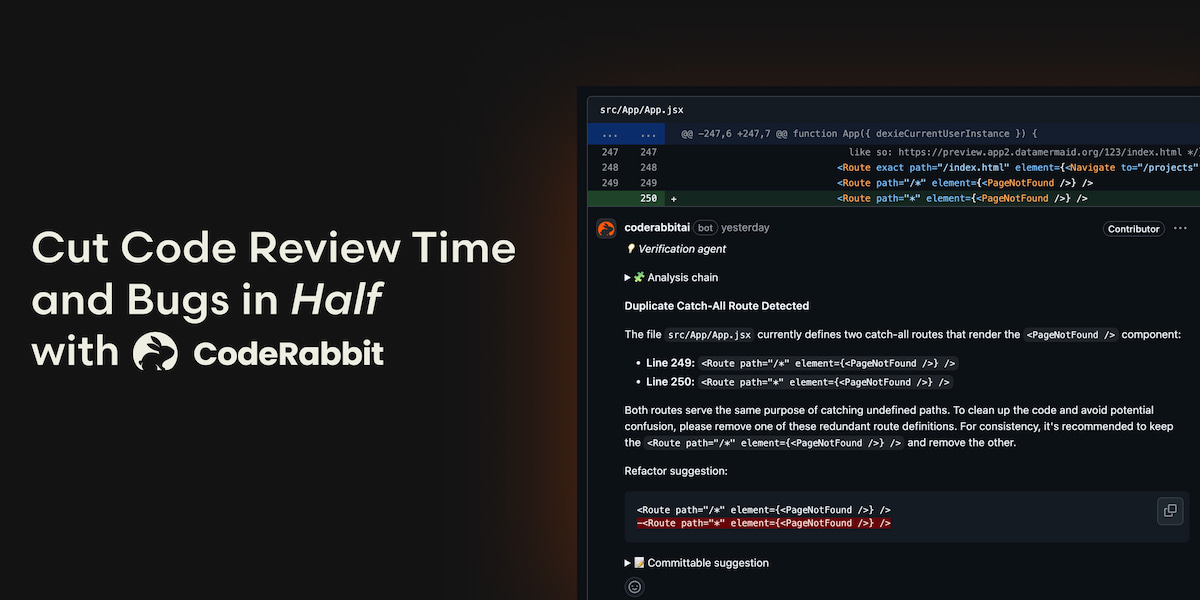 Cut Code Review Time
and Bugs in Half
with CodeRabbit
src/App/App.jsx
... ... @@ -247,6 +247,7 @@ function App({ dexieCurrentUserInstance }) {
247 247 like so: https://preview.app2.datamermaid.org/123/index.html */}
248 248 <Route exact path="/index.html" element={<Navigate to="/projects"
249 249 <Route path="/*" element={<PageNotFound />} />
250 + <Route path="*" element={<PageNotFound />} />
coderabbitai bot yesterday Contributor ...
Verification agent
Analysis chain
Duplicate Catch-All Route Detected
The file src/App/App.jsx currently defines two catch-all routes that render the <PageNotFound /> component:
• Line 249: <Route path="/*" element={<PageNotFound />} />
• Line 250: <Route path="*" element={<PageNotFound />} />
Both routes serve the same purpose of catching undefined paths. To clean up the code and avoid potential
confusion, please remove one of these redundant route definitions. For consistency, it's recommended to keep
the <Route path="/*" element={<PageNotFound />} /> and remove the other.
Refactor suggestion:
<Route path="/*" element={<PageNotFound />} />
-<Route path="*" element={<PageNotFound />} />
Committable suggestion